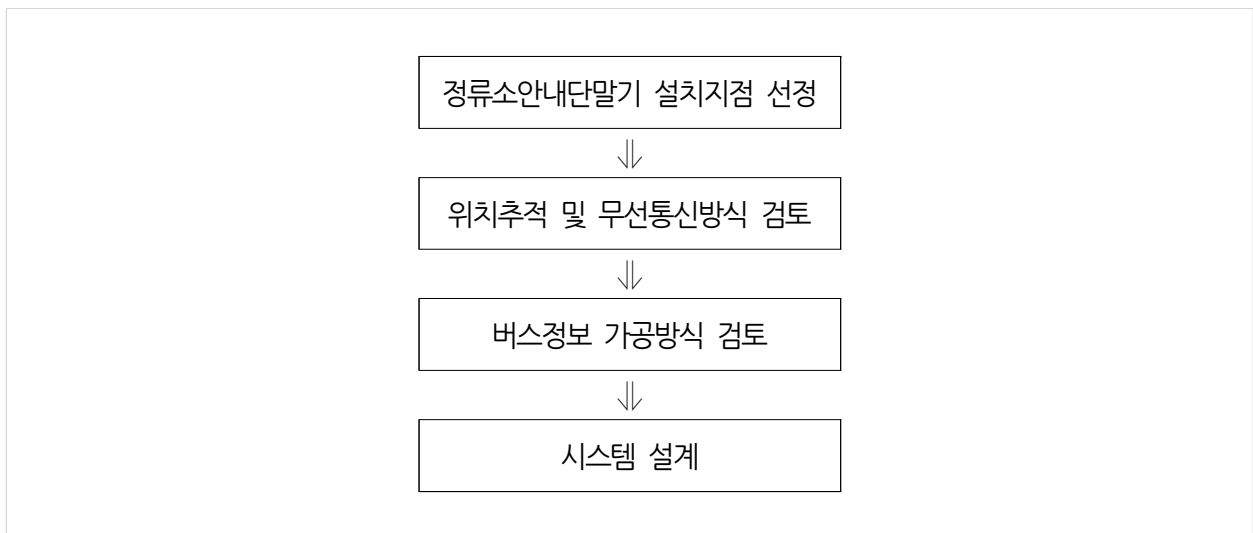 정류소안내단말기 설치지점 선정
위치추적 및 무선통신방식 검토
버스정보 가공방식 검토
시스템 설계